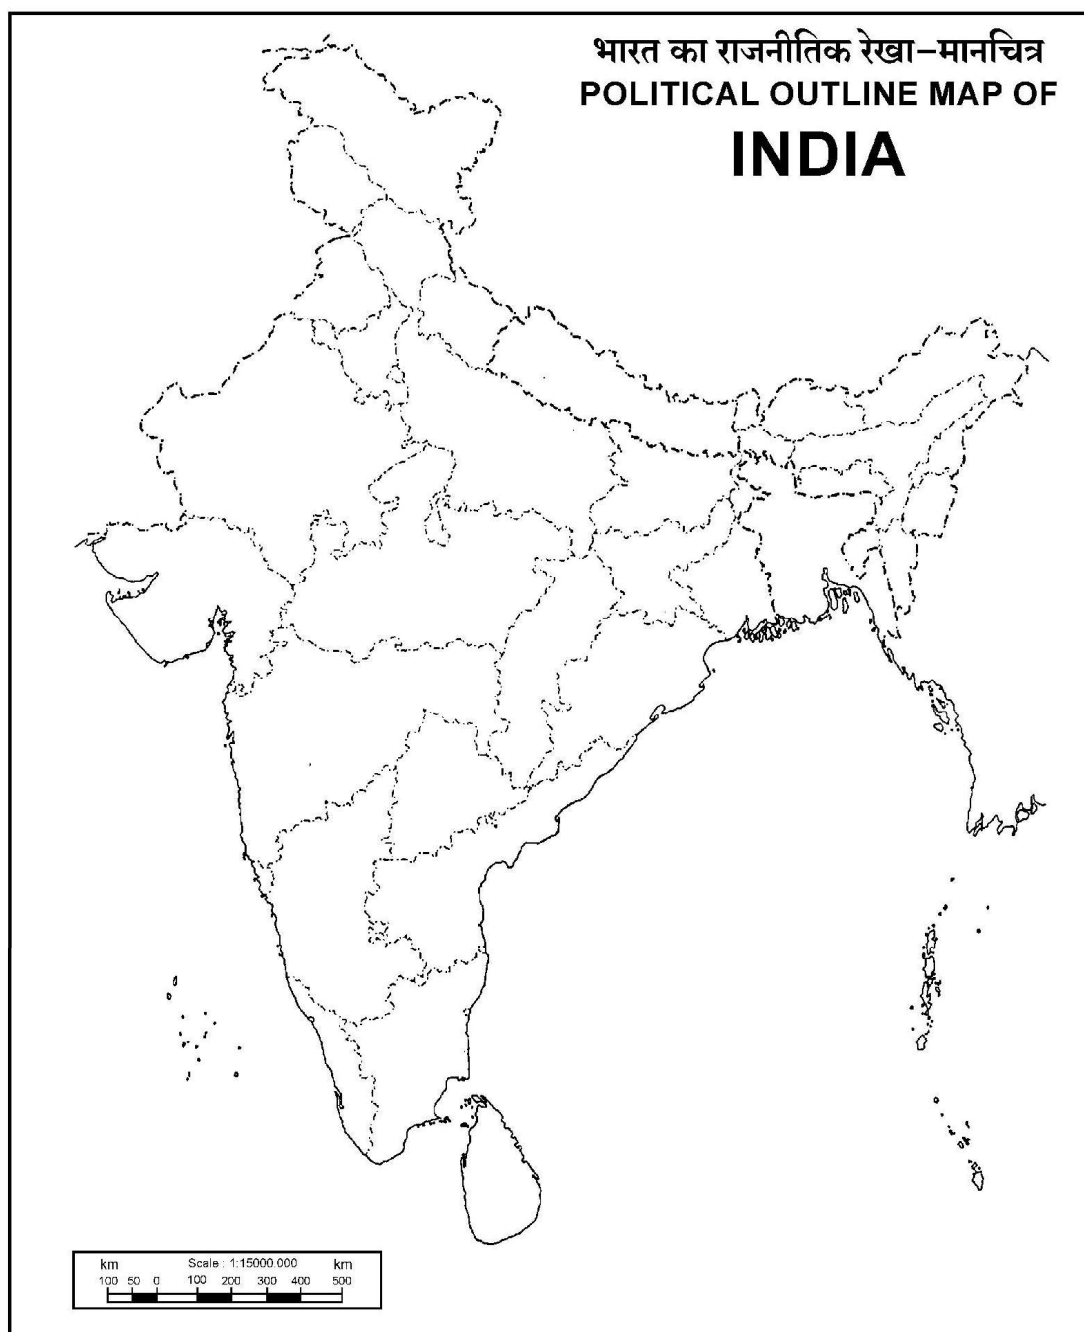 भारत का राजनीतिक रेखा-मानचित्र
POLITICAL OUTLINE MAP OF
INDIA
km Scale : 1:15000 000 km
100 50 0 100 200 300 400 500